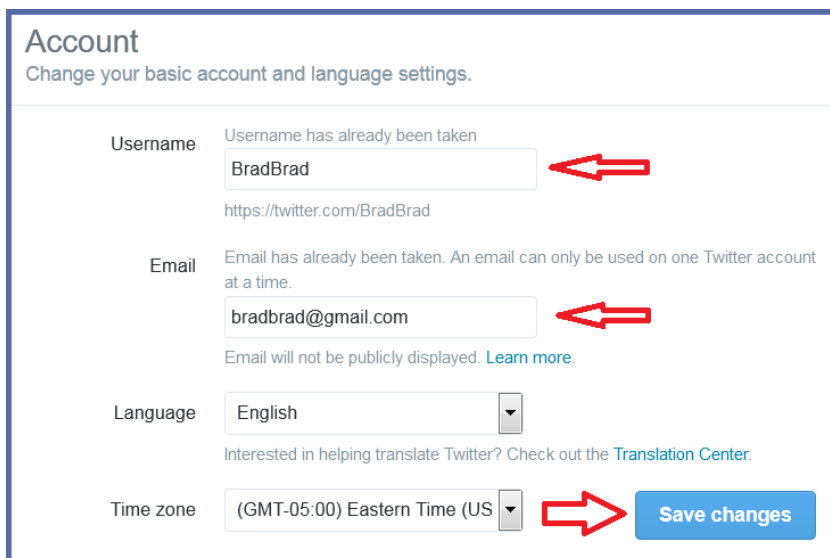 Account
Change your basic account and language settings.
Username
Username has already been taken
BradBrad
https://twitter.com/BradBrad
Email
Email has already been taken. An email can only be used on one Twitter account
at a time.
bradbrad@gmail.com
Email will not be publicly displayed. Learn more.
Language
English
Interested in helping translate Twitter? Check out the Translation Center.
Time zone
(GMT-05:00) Eastern Time (US
Save changes